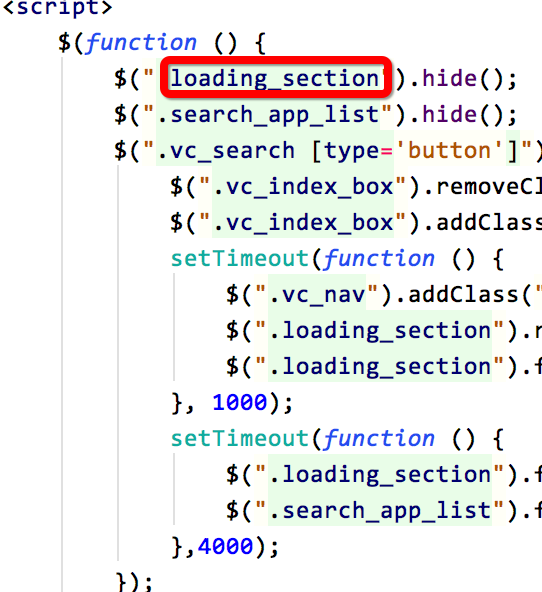 <script>
$(function () {
$(".loading_section").hide();
$(".search_app_list").hide();
$(".vc_search [type='button']")
$(".vc_index_box").removeCl
$(".vc_index_box").addClass
setTimeout(function () {
$(".vc_nav").addClass("
$(".loading_section").r
$(".loading_section").f
}, 1000);
setTimeout(function () {
$(".loading_section").f
$(".search_app_list").f
},4000);
});